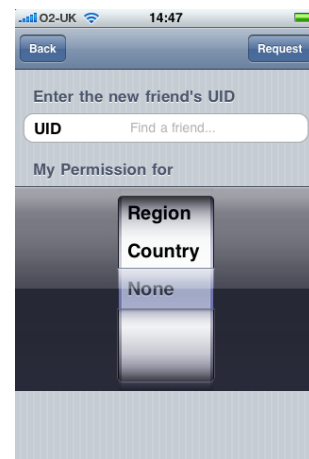 O2-UK 14:47
Back Request
Enter the new friend's UID
UID Find a friend...
My Permission for
Region
Country
None